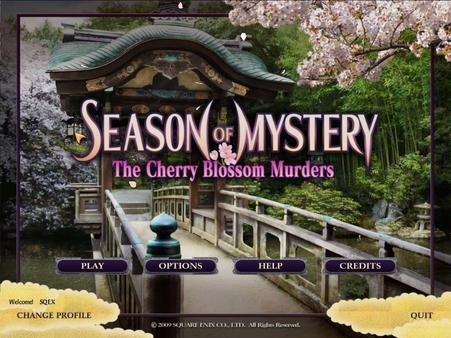 SEASON OF MYSTERY
The Cherry Blossom Murders
PLAY OPTIONS HELP CREDITS
Welcome! SQEX
CHANGE PROFILE QUIT
© 2009 SQUARE ENIX CO., LTD. All Rights Reserved.